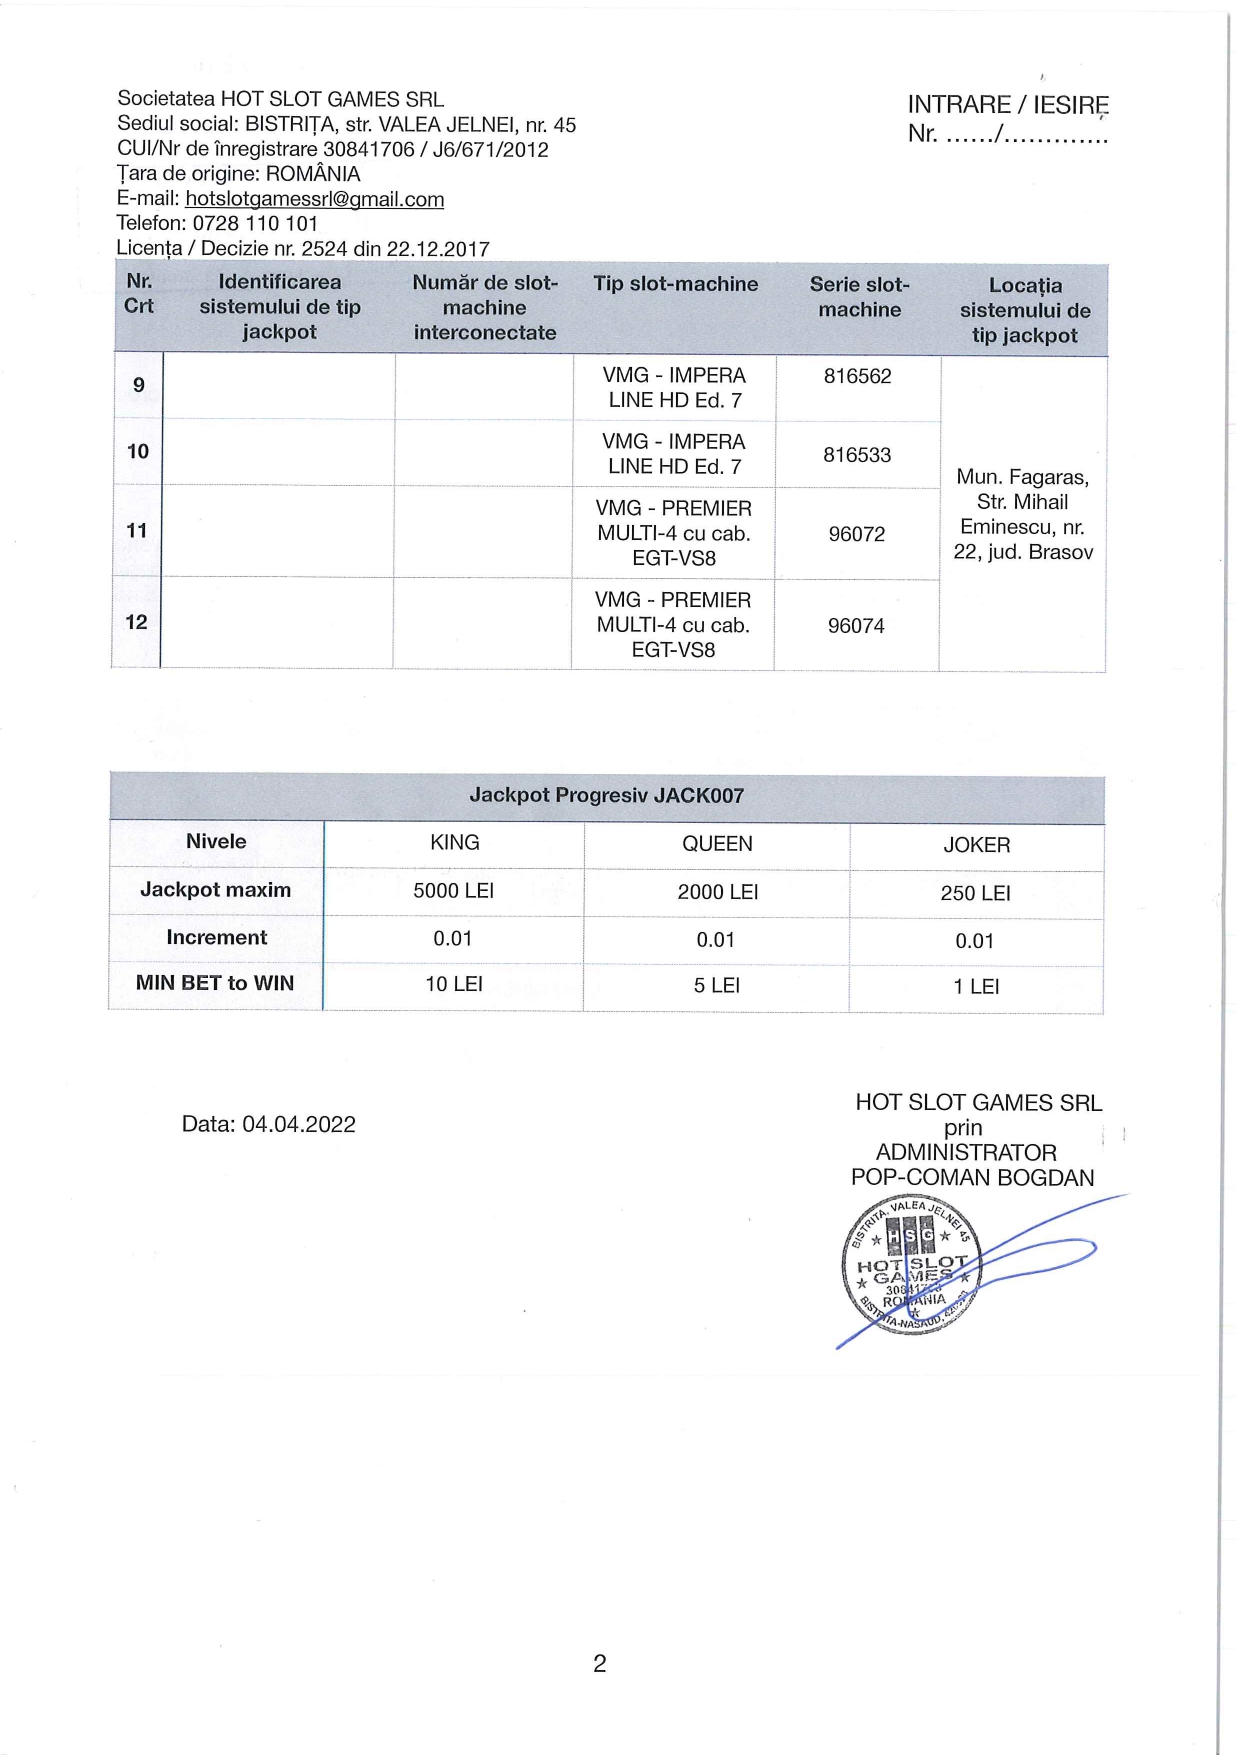 Societatea HOT SLOT GAMES SRL
Sediul social: BISTRIȚA, str. VALEA JELNEI, nr. 45
CUI/Nr de înregistrare 30841706 / J6/671/2012
Țara de origine: ROMÂNIA
E-mail: hotslotgamessrl@gmail.com
Telefon: 0728 110 101
Licența / Decizie nr. 2524 din 22.12.2017
INTRARE / IESIRE
Nr. ....../.............
Nr. Crt Identificarea sistemului de tip jackpot Număr de slot-machine interconectate Tip slot-machine Serie slot-machine Locația sistemului de tip jackpot
9 VMG - IMPERA LINE HD Ed. 7 816562
10 VMG - IMPERA LINE HD Ed. 7 816533
11 VMG - PREMIER MULTI-4 cu cab. EGT-VS8 96072
12 VMG - PREMIER MULTI-4 cu cab. EGT-VS8 96074
Mun. Fagaras,
Str. Mihail
Eminescu, nr.
22, jud. Brasov
Jackpot Progresiv JACK007
Nivele KING QUEEN JOKER
Jackpot maxim 5000 LEI 2000 LEI 250 LEI
Increment 0.01 0.01 0.01
MIN BET to WIN 10 LEI 5 LEI 1 LEI
Data: 04.04.2022
HOT SLOT GAMES SRL
prin
ADMINISTRATOR
POP-COMAN BOGDAN
BISTRITA, VALEA JELNEI 45
HSG
HOT SLOT
GAMES
ROMANIA
BISTRITA-NASAUD,
2